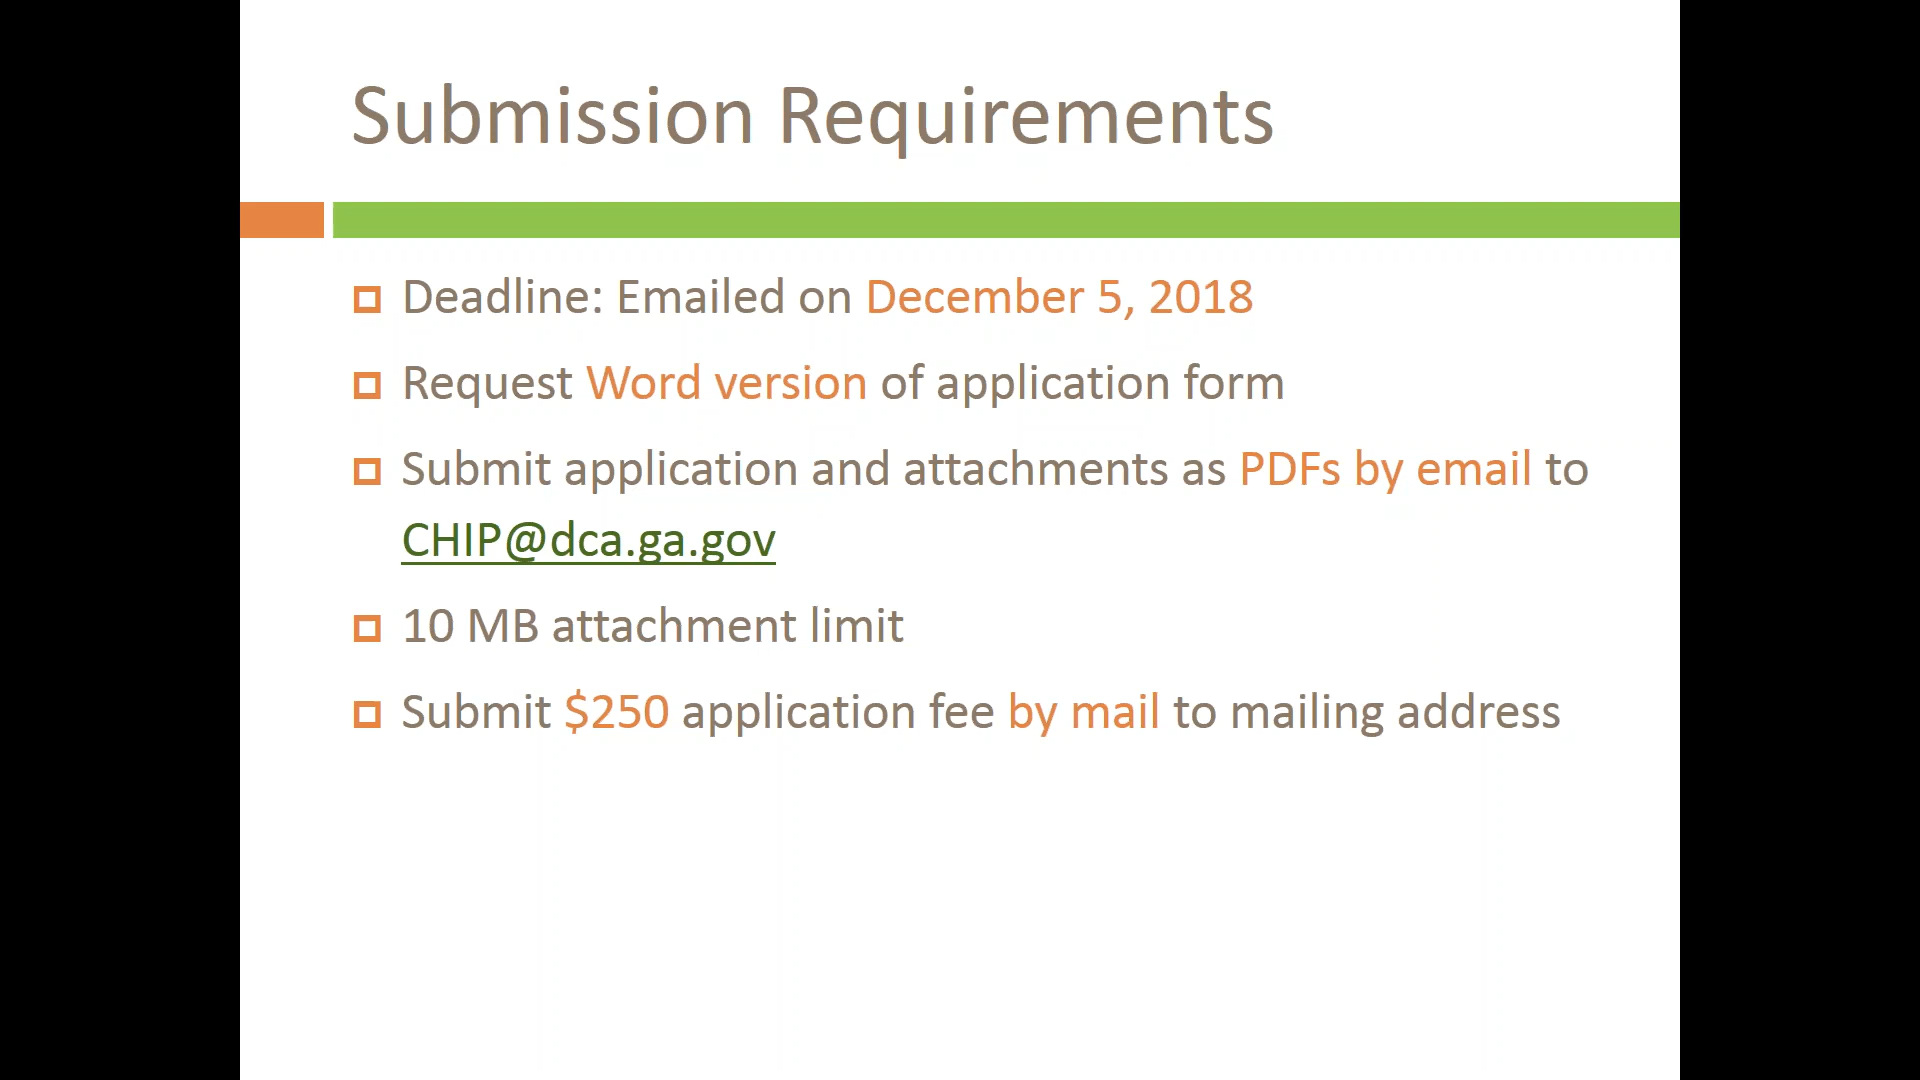 Submission Requirements
Deadline: Emailed on December 5, 2018
Request Word version of application form
Submit application and attachments as PDFs by email to
CHIP@dca.ga.gov
10 MB attachment limit
Submit $250 application fee by mail to mailing address